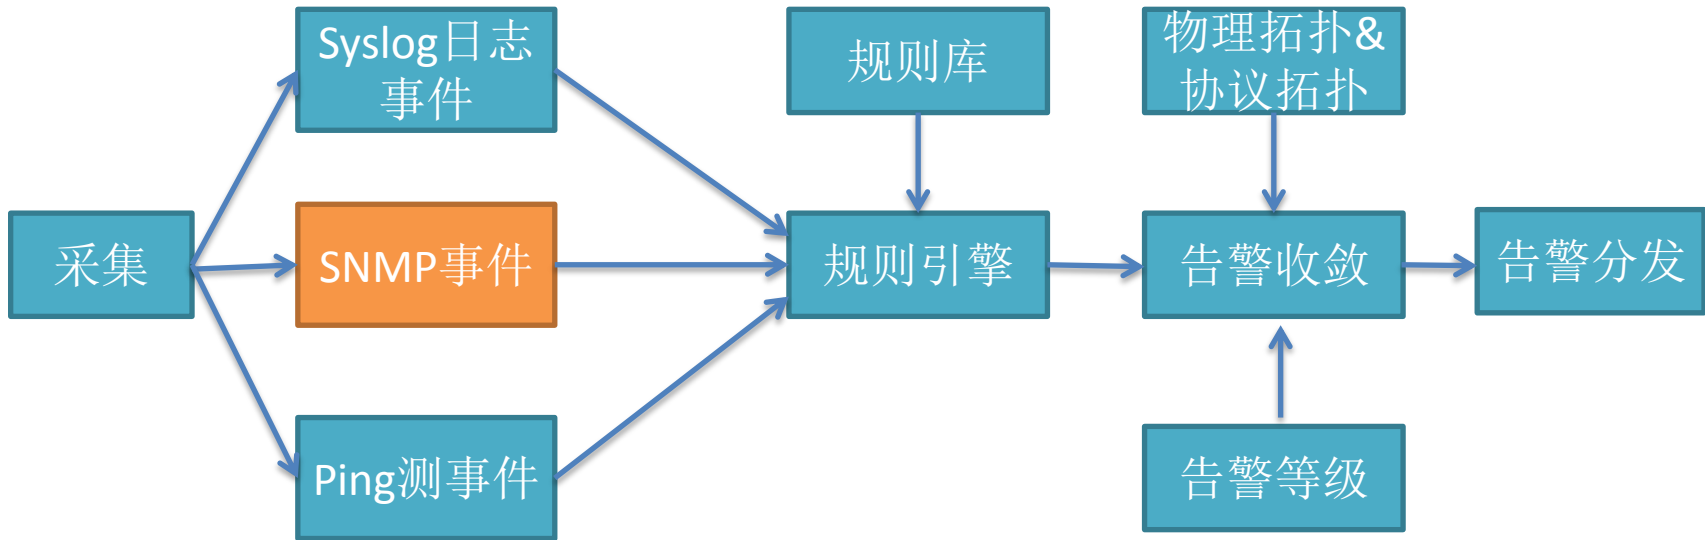 Syslog日志
事件
规则库
物理拓扑&
协议拓扑
采集
SNMP事件
规则引擎
告警收敛
告警分发
Ping测事件
告警等级